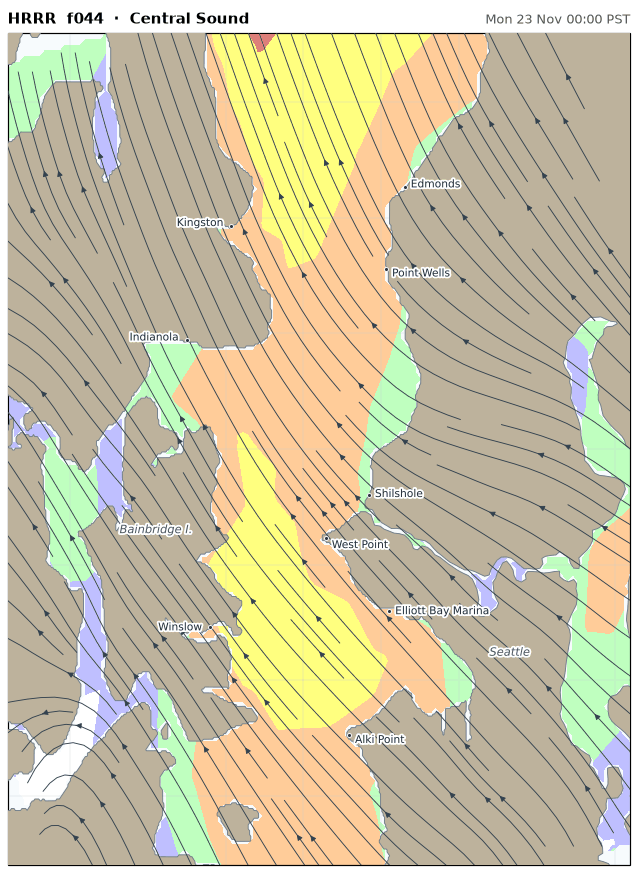 HRRR f044 · Central Sound
Mon 23 Nov 00:00 PST
Edmonds
Kingston
Point Wells
Indianola
Shilshole
Bainbridge I.
West Point
Elliott Bay Marina
Winslow
Seattle
Alki Point